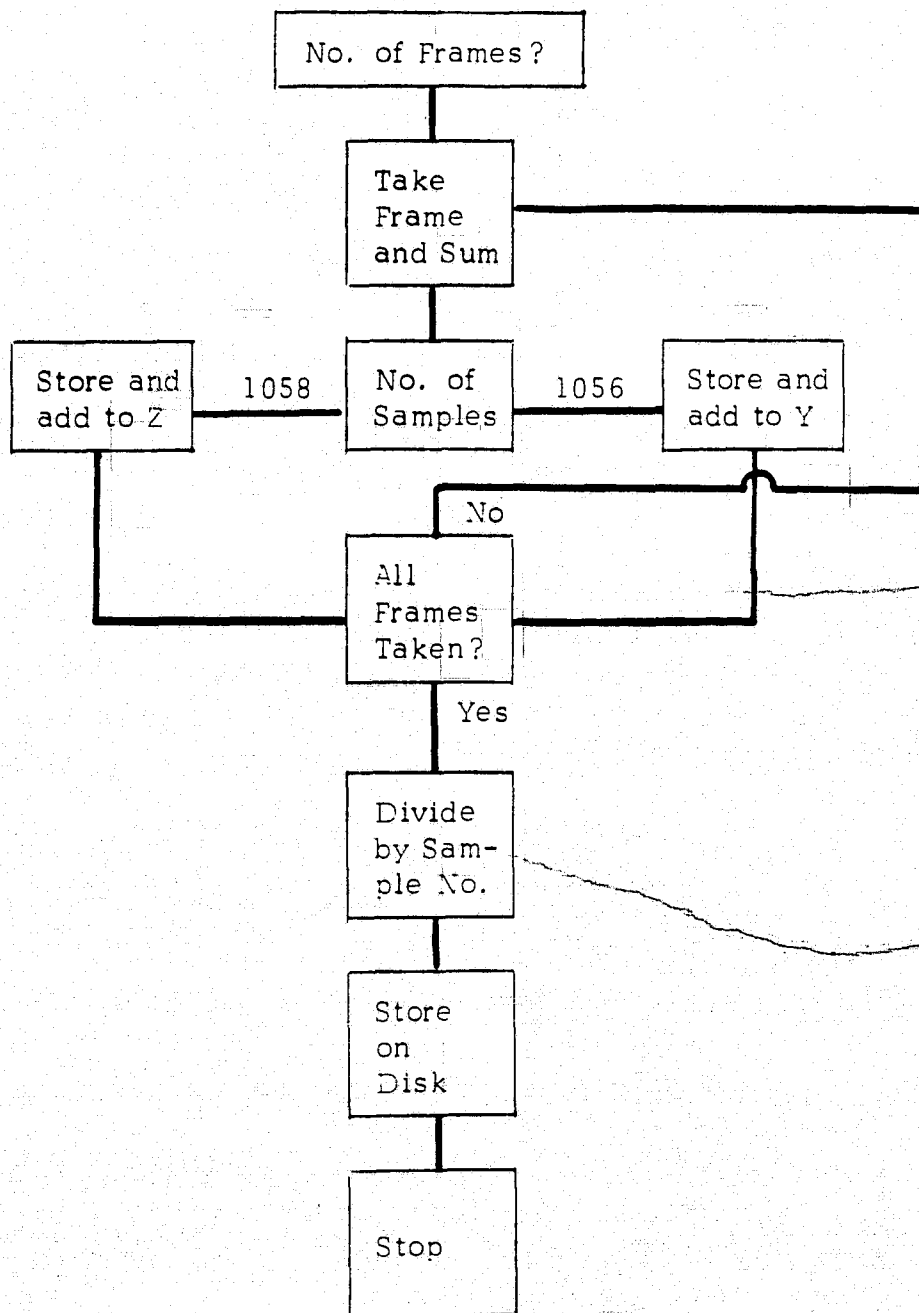 No. of Frames?
Take
Frame
and Sum
Store and
add to Z
1058
No. of
Samples
1056
Store and
add to Y
No
All
Frames
Taken?
Yes
Divide
by Sam-
ple No.
Store
on
Disk
Stop